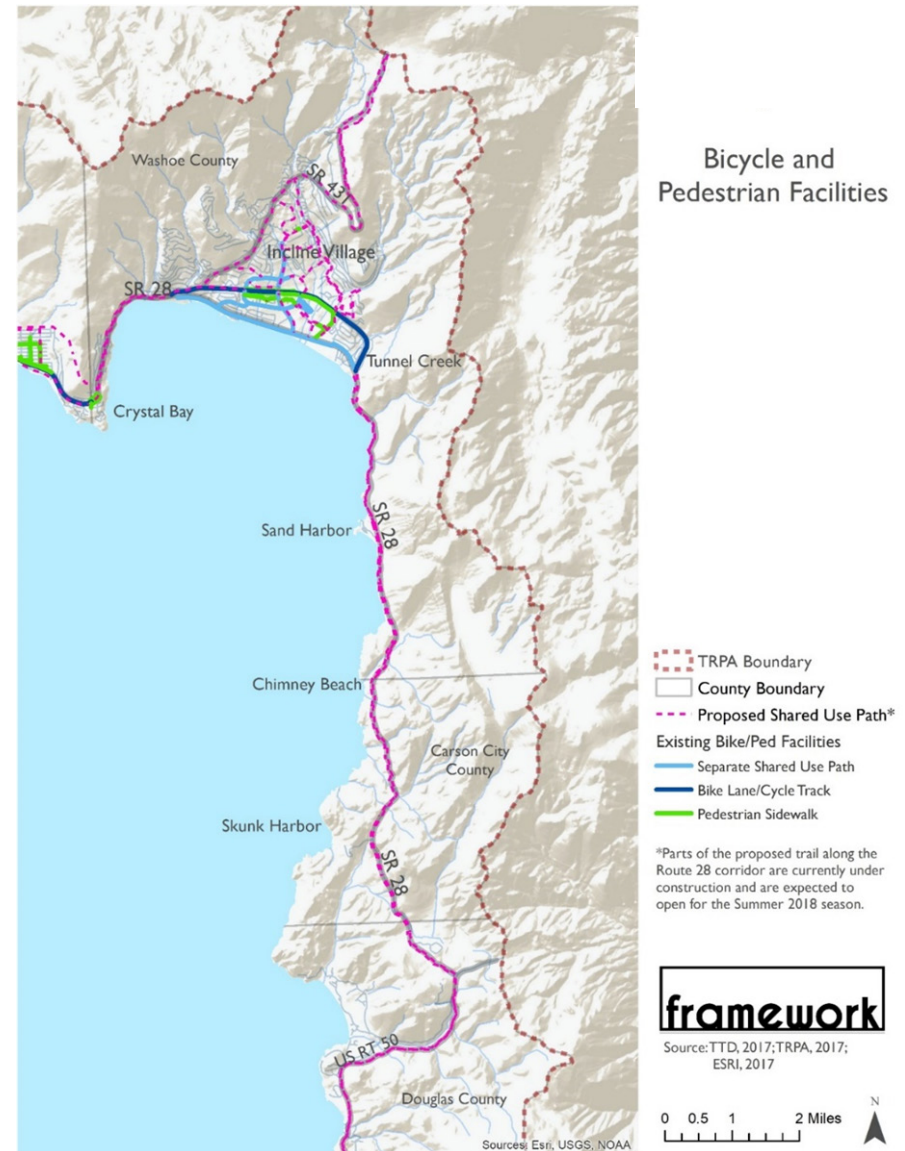 Bicycle and
Pedestrian Facilities
Washoe County
SR 431
Incline Village
SR 28
Tunnel Creek
Crystal Bay
SR 28
Sand Harbor
Chimney Beach
Carson City
County
Skunk Harbor
SR 28
US RT 50
Douglas County
Sources: Esri, USGS, NOAA
TRPA Boundary
County Boundary
Proposed Shared Use Path*
Existing Bike/Ped Facilities
Separate Shared Use Path
Bike Lane/Cycle Track
Pedestrian Sidewalk
*Parts of the proposed trail along the
Route 28 corridor are currently under
construction and are expected to
open for the Summer 2018 season.
framework
Source:TTD, 2017;TRPA, 2017;
ESRI, 2017
0 0.5 1 2 Miles
N